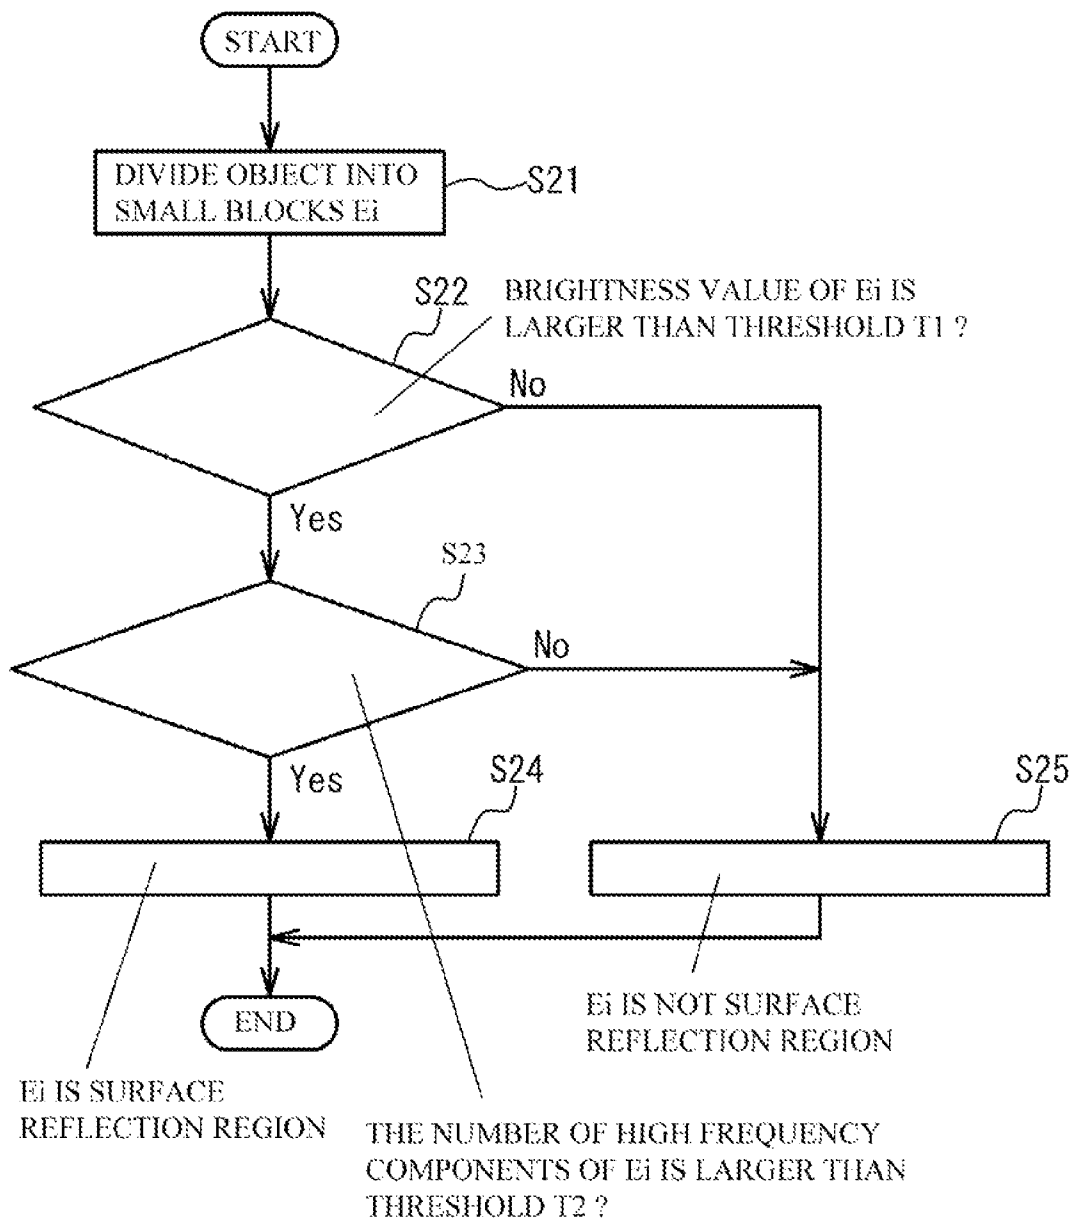 START
DIVIDE OBJECT INTO
SMALL BLOCKS Ei
S21
S22
BRIGHTNESS VALUE OF Ei IS
LARGER THAN THRESHOLD T1 ?
No
Yes
S23
No
Yes
S24
S25
END
Ei IS NOT SURFACE
REFLECTION REGION
Ei IS SURFACE
REFLECTION REGION
THE NUMBER OF HIGH FREQUENCY
COMPONENTS OF Ei IS LARGER THAN
THRESHOLD T2 ?